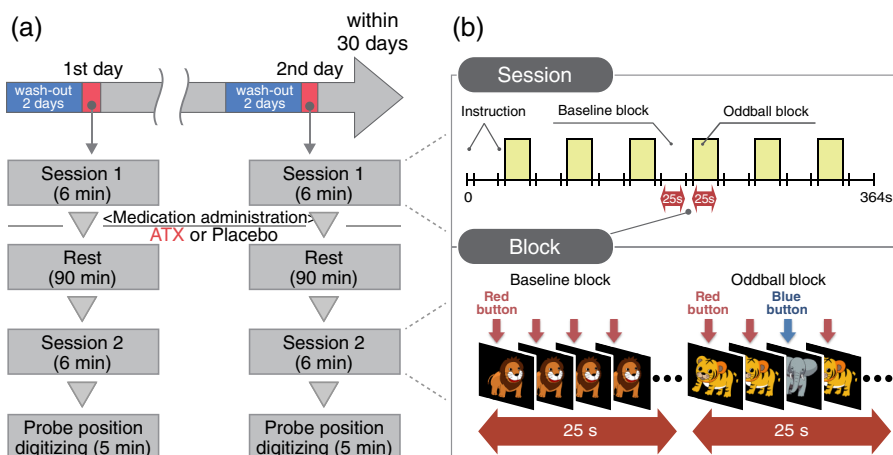 (a)
within
30 days
1st day
2nd day
wash-out
2 days
wash-out
2 days
Session 1
(6 min)
Session 1
(6 min)
<Medication administration>
ATX or Placebo
Rest
(90 min)
Rest
(90 min)
Session 2
(6 min)
Session 2
(6 min)
Probe position
digitizing (5 min)
Probe position
digitizing (5 min)
(b)
Session
Instruction
Baseline block
Oddball block
0
25s
25s
364s
Block
Baseline block
Oddball block
Red
button
Red
button
Blue
button
25 s
25 s